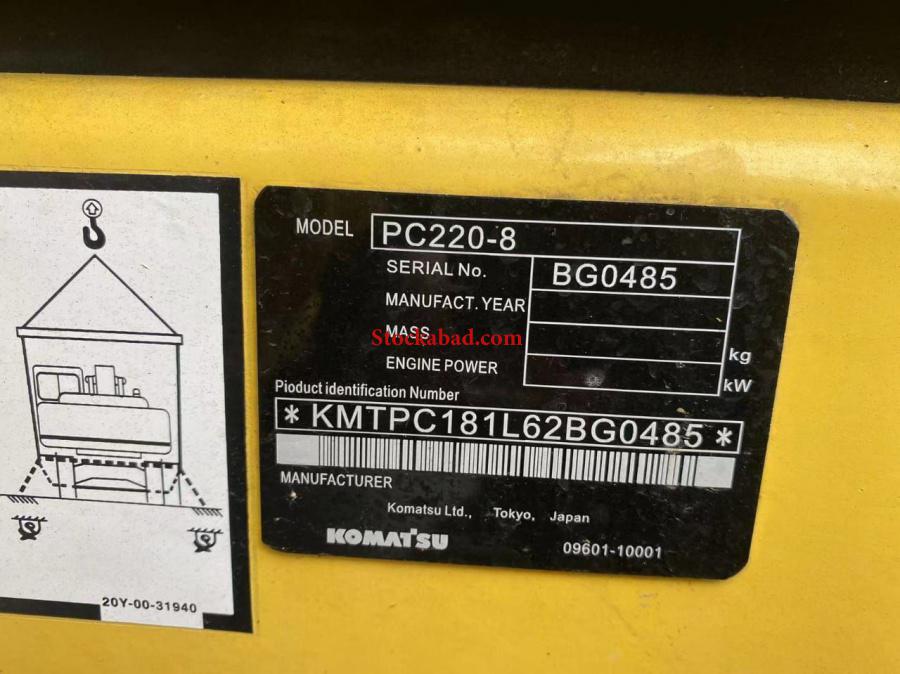 MODEL PC220-8
SERIAL No. BG0485
MANUFACT. YEAR
MASS kg
Stockabad.com
ENGINE POWER kW
Pioduct identification Number
* KMTPC181L62BG0485 *
MANUFACTURER
Komatsu Ltd., Tokyo, Japan
KOMATSU 09601-10001
20Y-00-31940